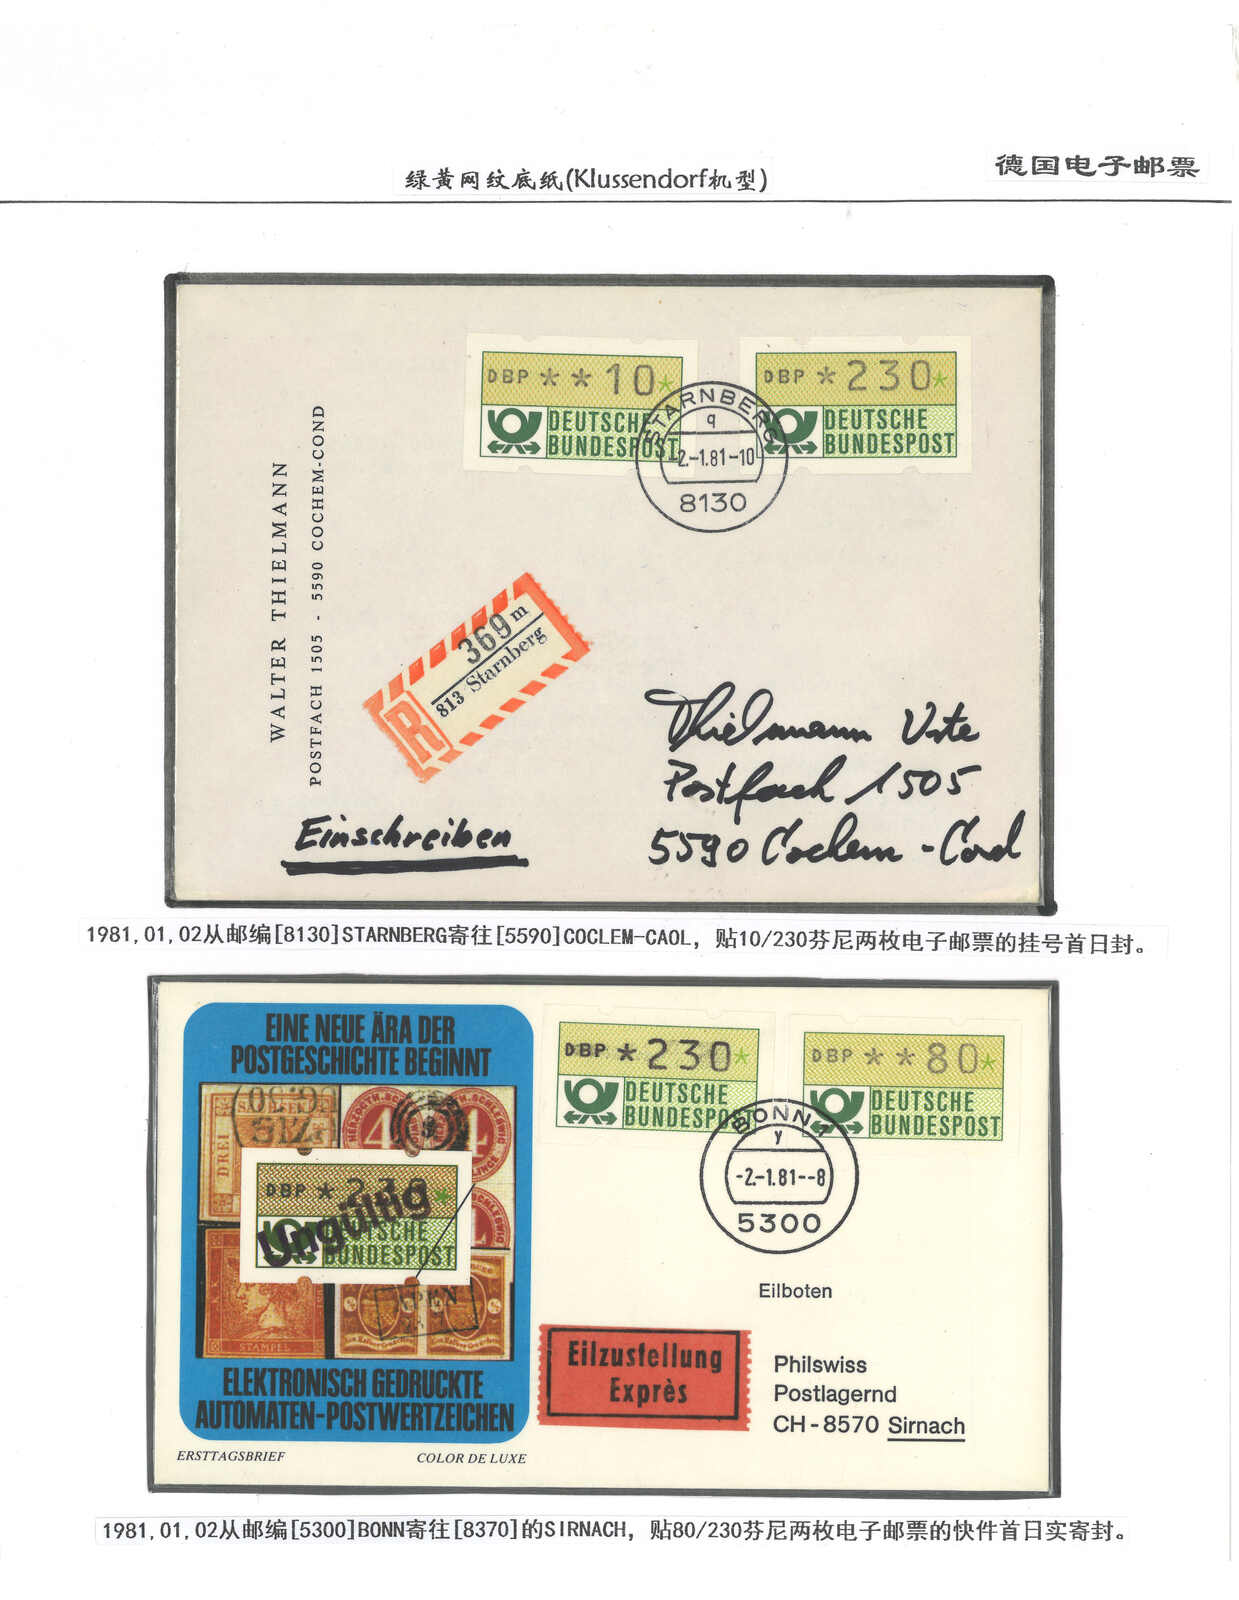 德国电子邮票
绿黄网纹底纸(Klussendorf机型)
DBP **10*
DEUTSCHE
BUNDESPOST
DBP *230*
DEUTSCHE
BUNDESPOST
STARNBERG
q
-2.-1.81-10
8130
WALTER THIELMANN
POSTFACH 1505 - 5590 COCHEM-COND
369 m
813 Starnberg
R
Thielmann Uste
Postfach 1505
5590 Cochem-Cond
Einschreiben
1981,01,02从邮编[8130]STARNBERG寄往[5590]COCLEM-CAOL，贴10/230芬尼两枚电子邮票的挂号首日封。
EINE NEUE ÄRA DER
POSTGESCHICHTE BEGINNT
DREI
4
STAMPEL
DBP *230*
DEUTSCHE
BUNDESPOST
Ungültig
ELEKTRONISCH GEDRUCKTE
AUTOMATEN-POSTWERTZEICHEN
ERSTTAGSBRIEF
COLOR DE LUXE
DBP *230*
DEUTSCHE
BUNDESPOST
DBP **80*
DEUTSCHE
BUNDESPOST
BONN 1
y
-2.-1.81--8
5300
Eilboten
Eilzustellung
Exprès
Philswiss
Postlagernd
CH-8570 Sirnach
1981,01,02从邮编[5300]BONN寄往[8370]的SIRNACH，贴80/230芬尼两枚电子邮票的快件首日实寄封。